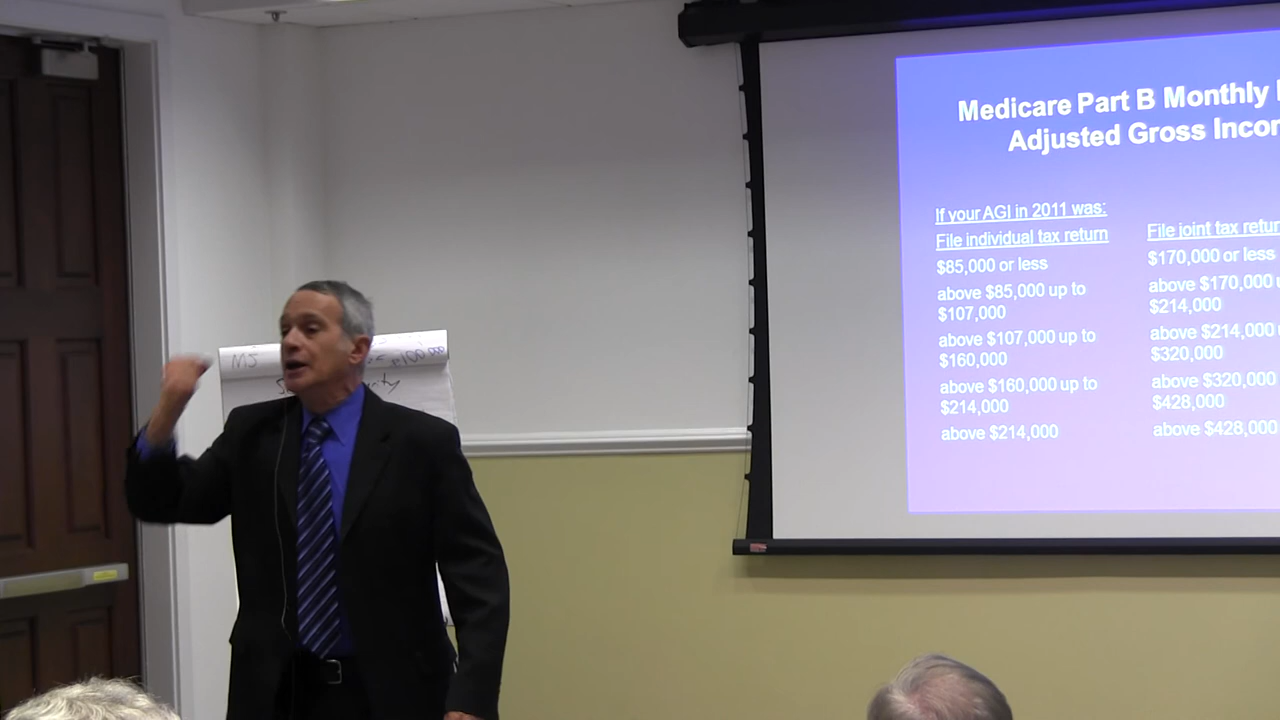 Medicare Part B Monthly
Adjusted Gross
If your AGI in 2011 was:
File individual tax return
$85,000 or less
above $85,000 up to
$107,000
above $107,000 up to
$160,000
above $160,000 up to
$214,000
above $214,000
File joint tax
$170,000 or less
above $170,000
$214,000
above $214,000
$320,000
above $320,000
$428,000
above $428,000
MJ